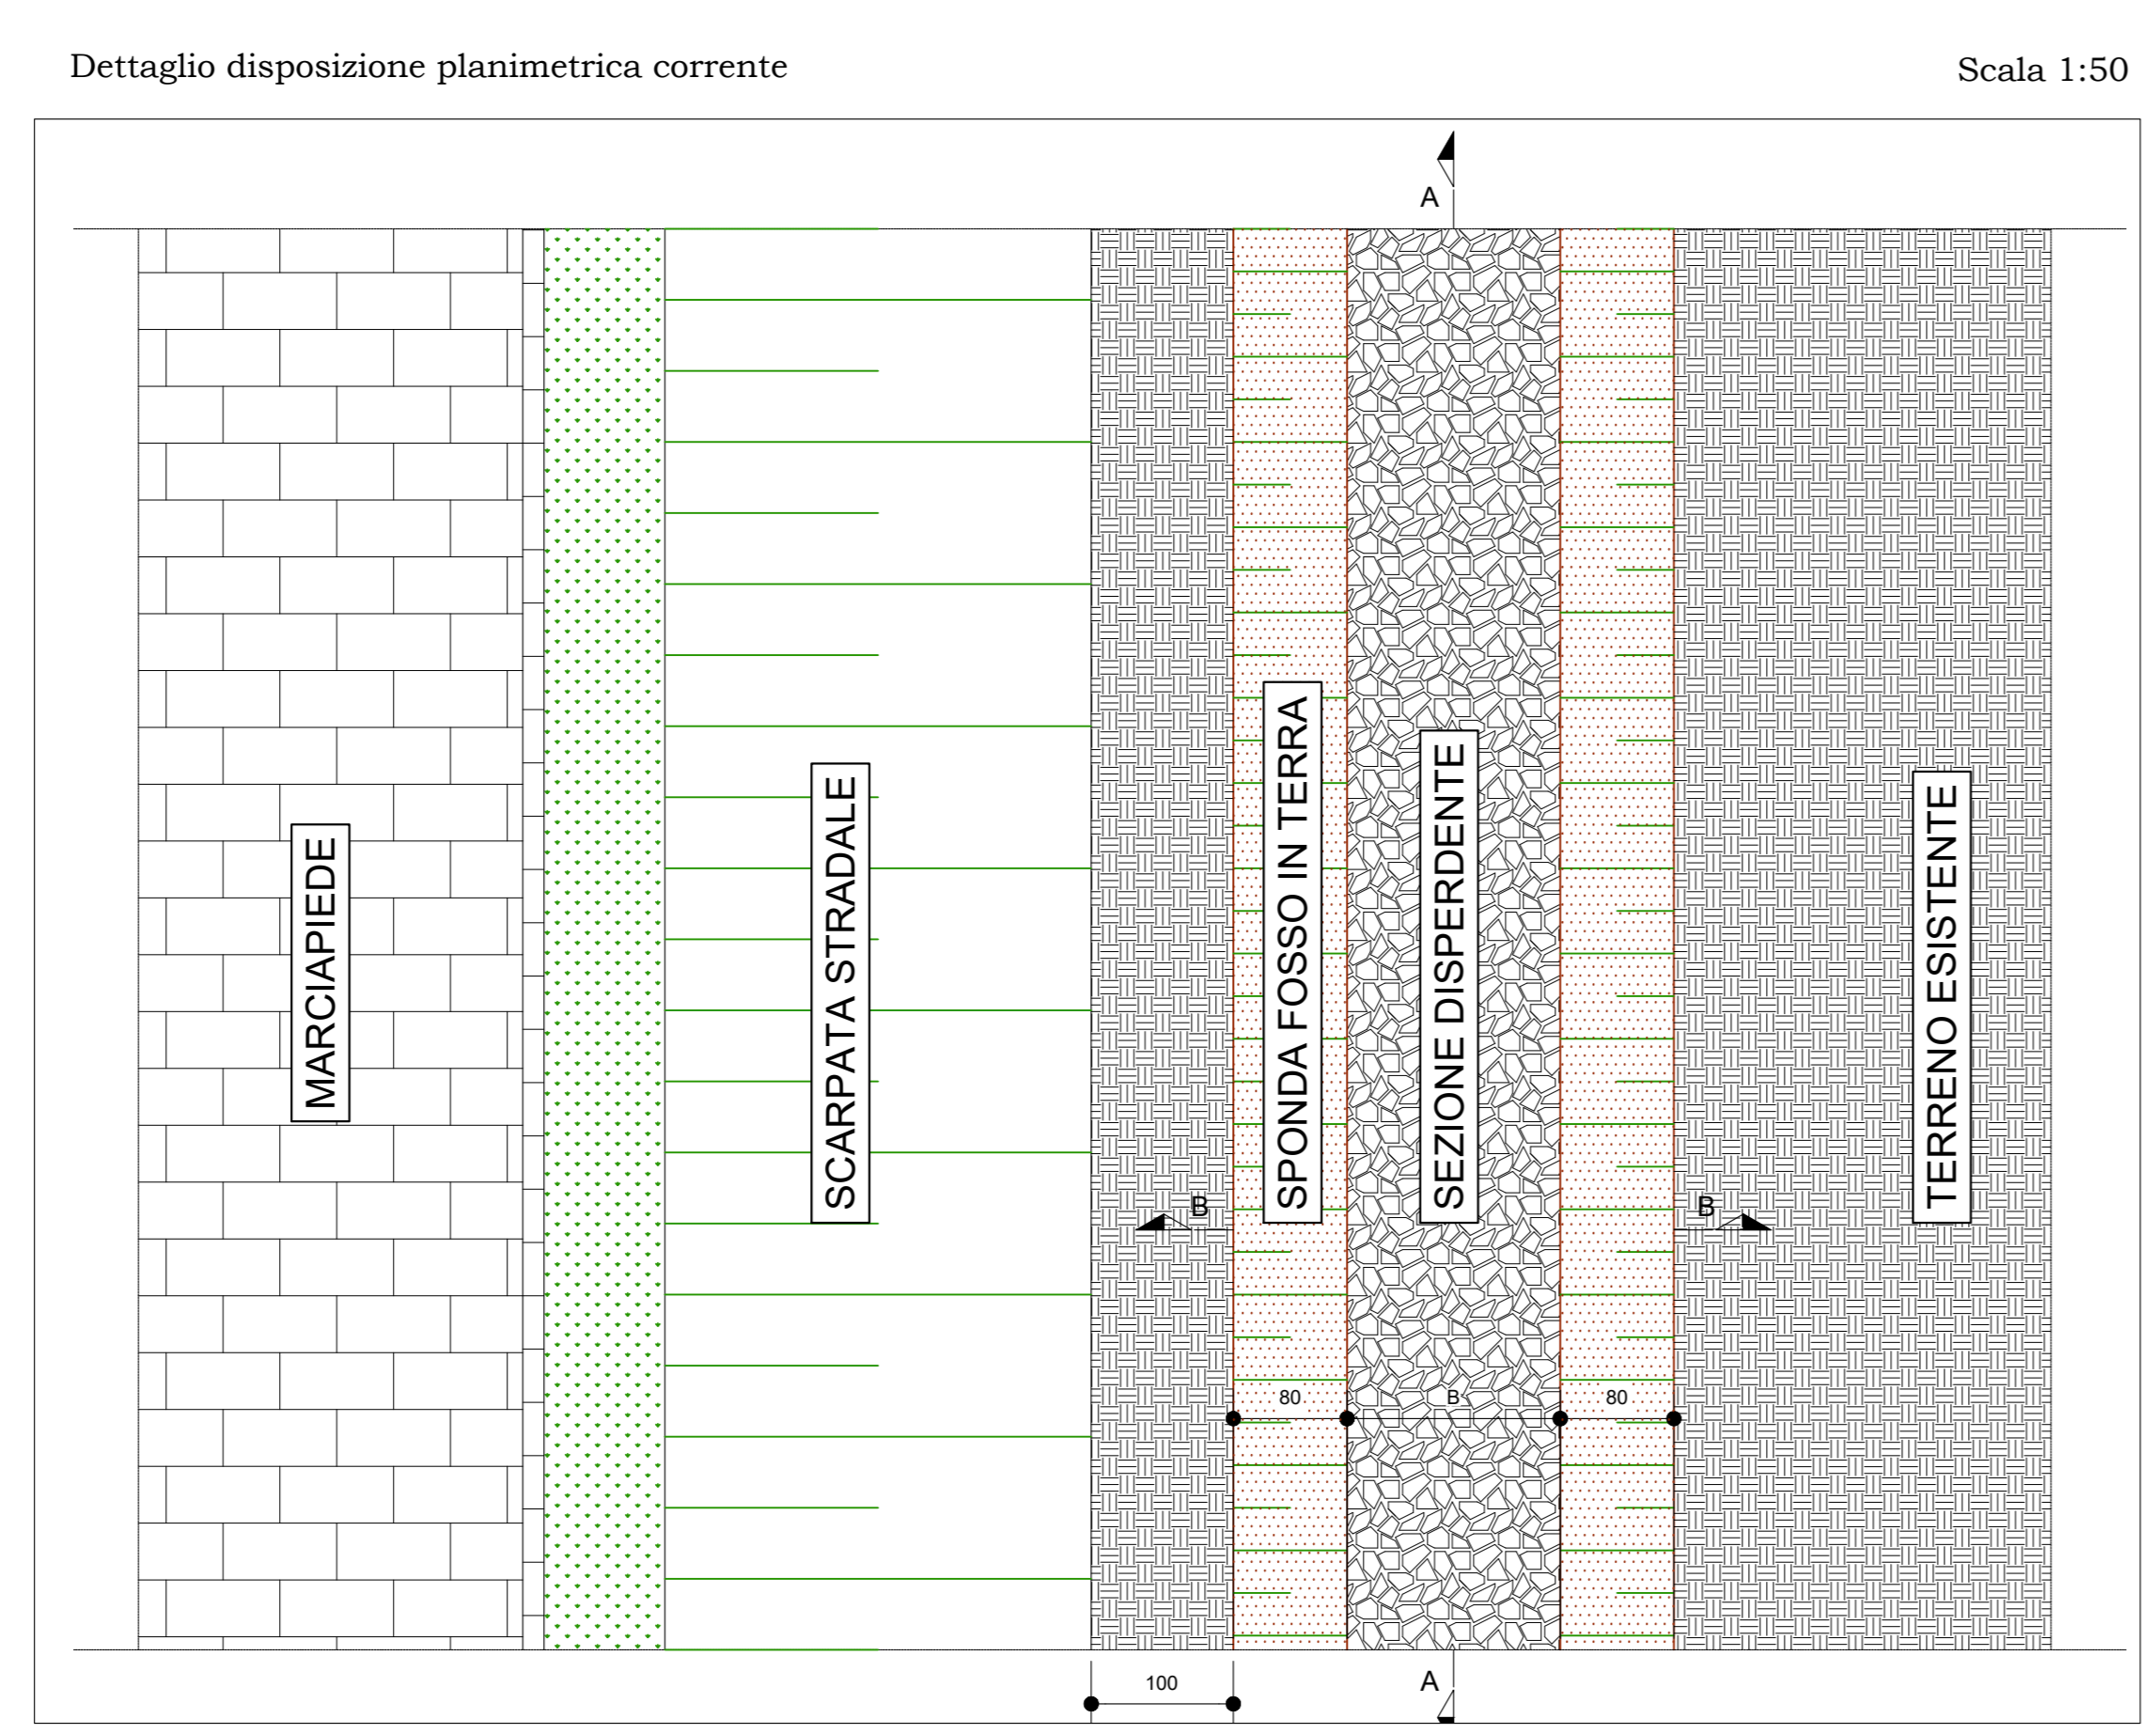 Dettaglio disposizione planimetrica corrente
Scala 1:50
A
MARCIAPIEDE
SCARPATA STRADALE
SPONDA FOSSO IN TERRA
SEZIONE DISPERDENTE
TERRENO ESISTENTE
B
B
80
B
80
100
A